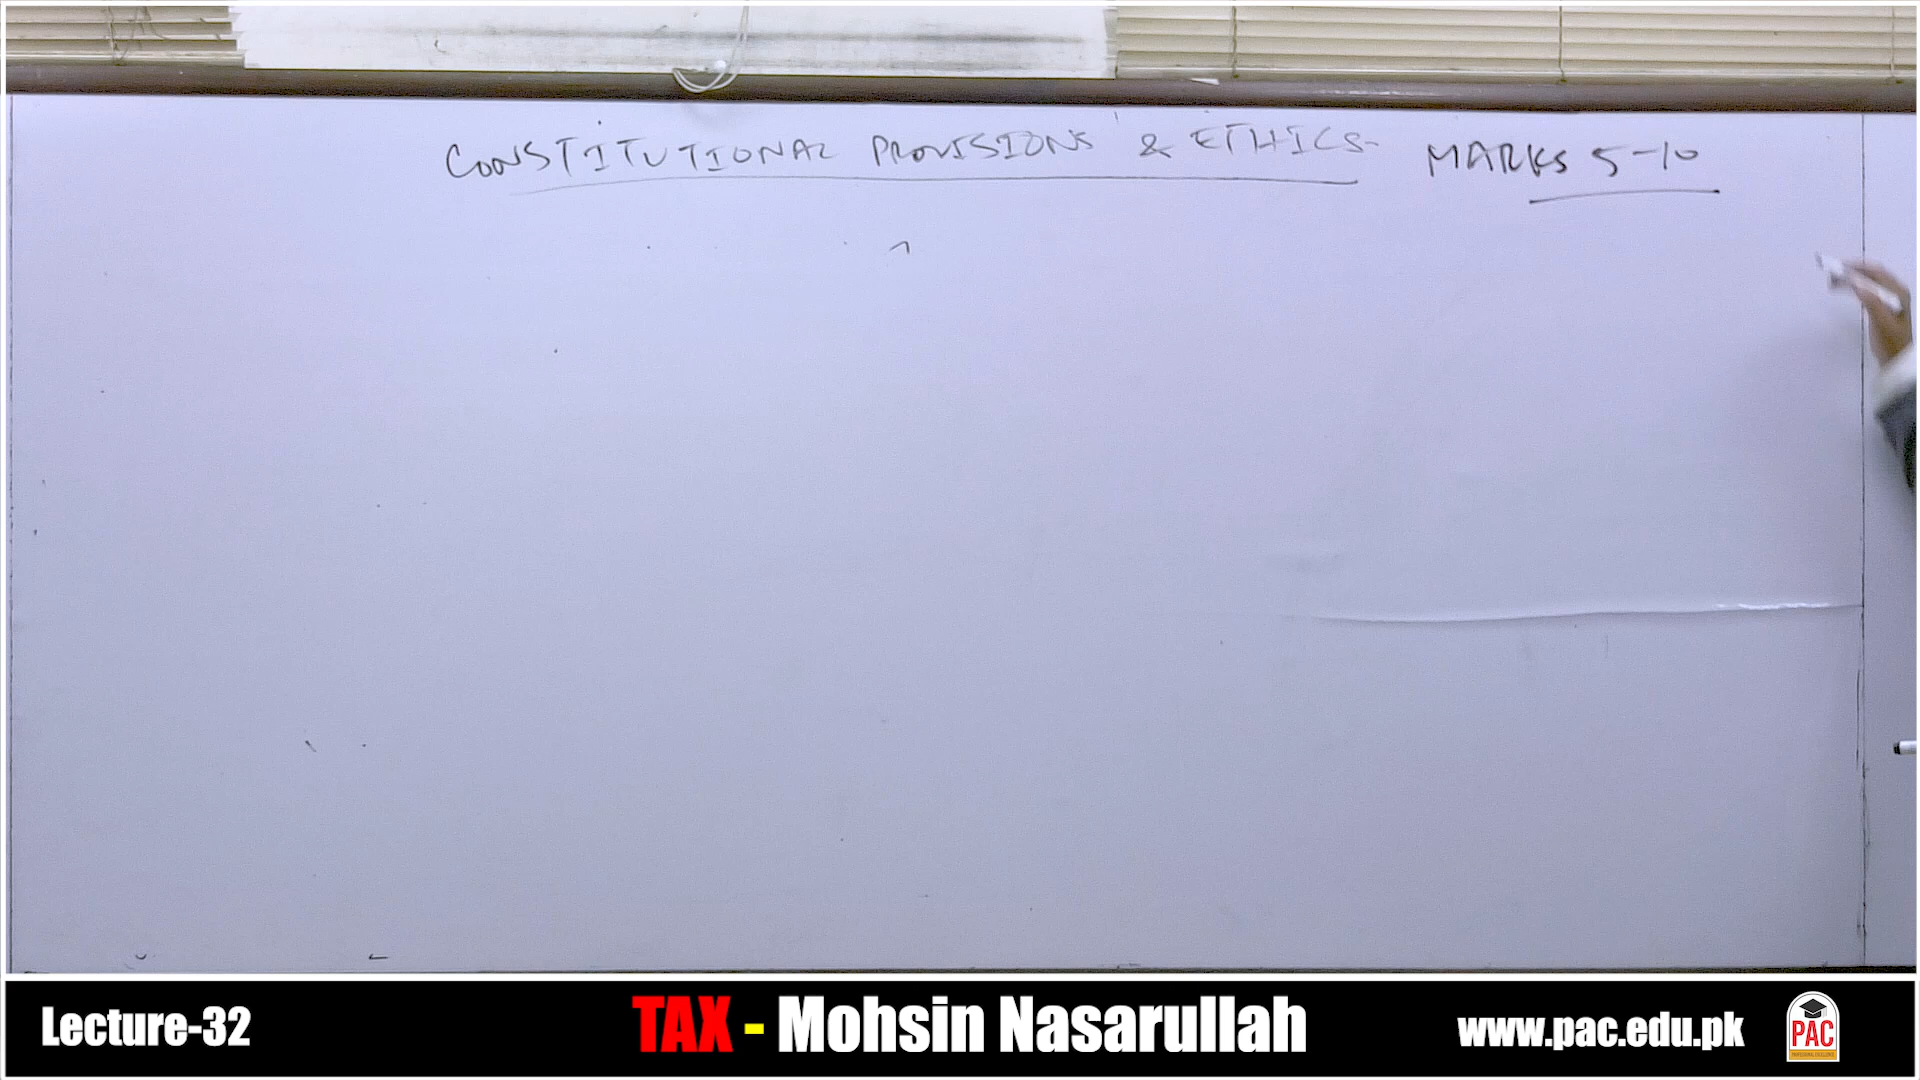 CONSTITUTIONAL PROVISIONS & ETHICS- MARKS 5-10
Lecture-32
TAX - Mohsin Nasarullah
www.pac.edu.pk
PAC